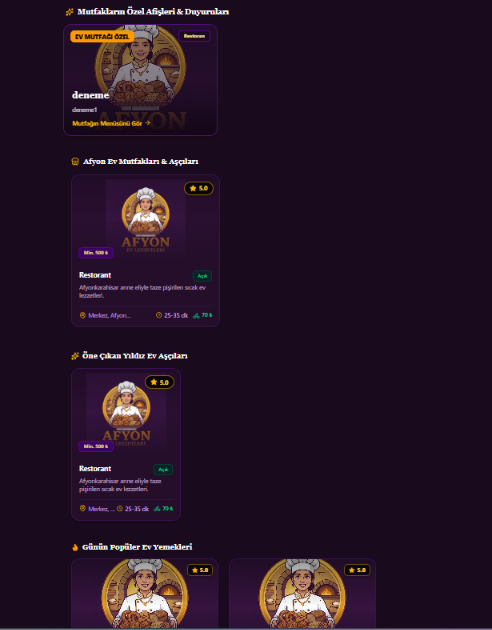 Mutfakların Özel Afişleri & Duyuruları
EV MUTFAĞI ÖZEL
Restoran
deneme
deneme1
Mutfağın Menüsünü Gör →
Afyon Ev Mutfakları & Aşçıları
5.0
AFYON
EV LEZZETLERİ
Min. 500 ₺
Restorant
Açık
Afyonkarahisar anne eliyle taze pişirilen sıcak ev
lezzetleri.
Merkez, Afyon...
25-35 dk
70 ₺
Öne Çıkan Yıldız Ev Aşçıları
5.0
AFYON
Min. 500 ₺
Restorant
Açık
Afyonkarahisar anne eliyle taze
pişirilen sıcak ev lezzetleri.
Merkez, ...
25-35 dk
70 ₺
Günün Popüler Ev Yemekleri
5.0
5.0